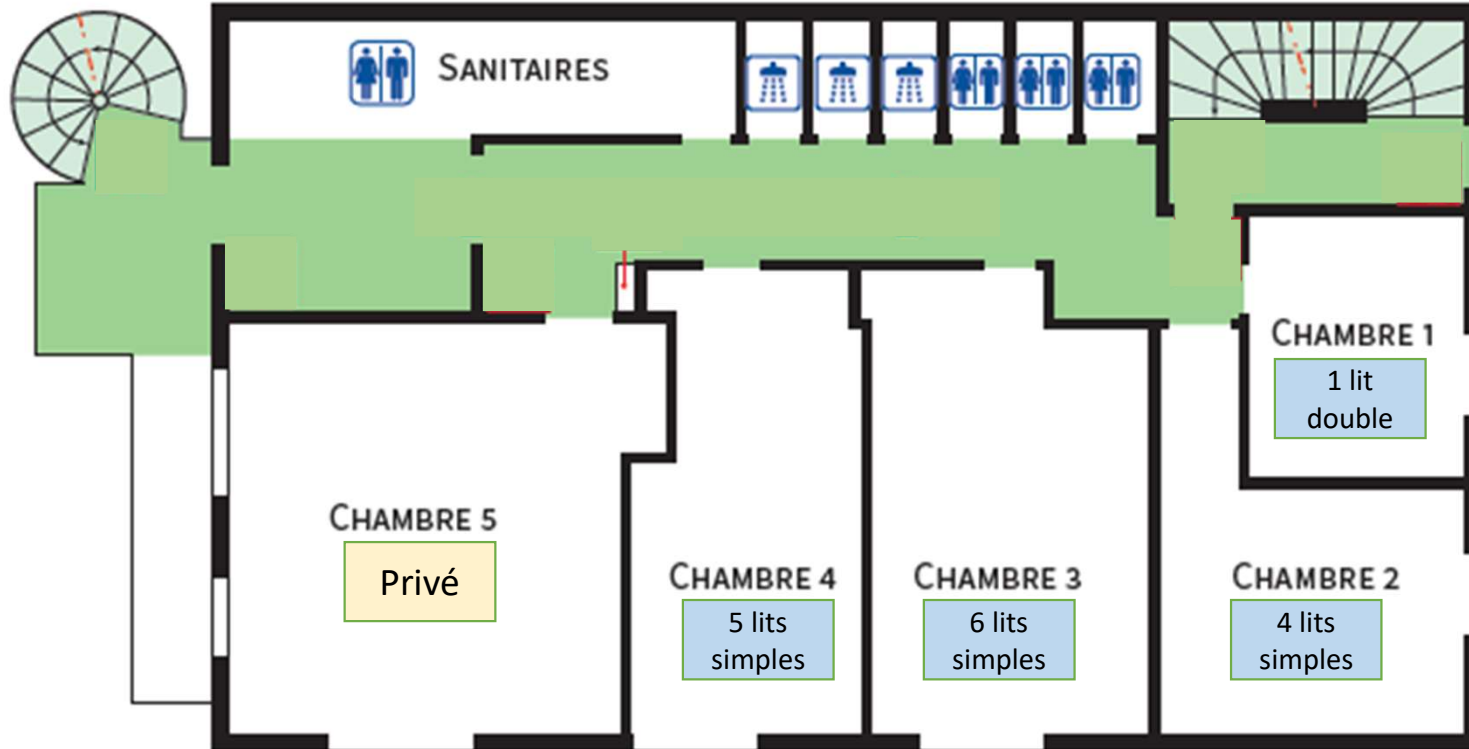 SANITAIRES
CHAMBRE 1
1 lit
double
CHAMBRE 5
Privé
CHAMBRE 4
5 lits
simples
CHAMBRE 3
6 lits
simples
CHAMBRE 2
4 lits
simples